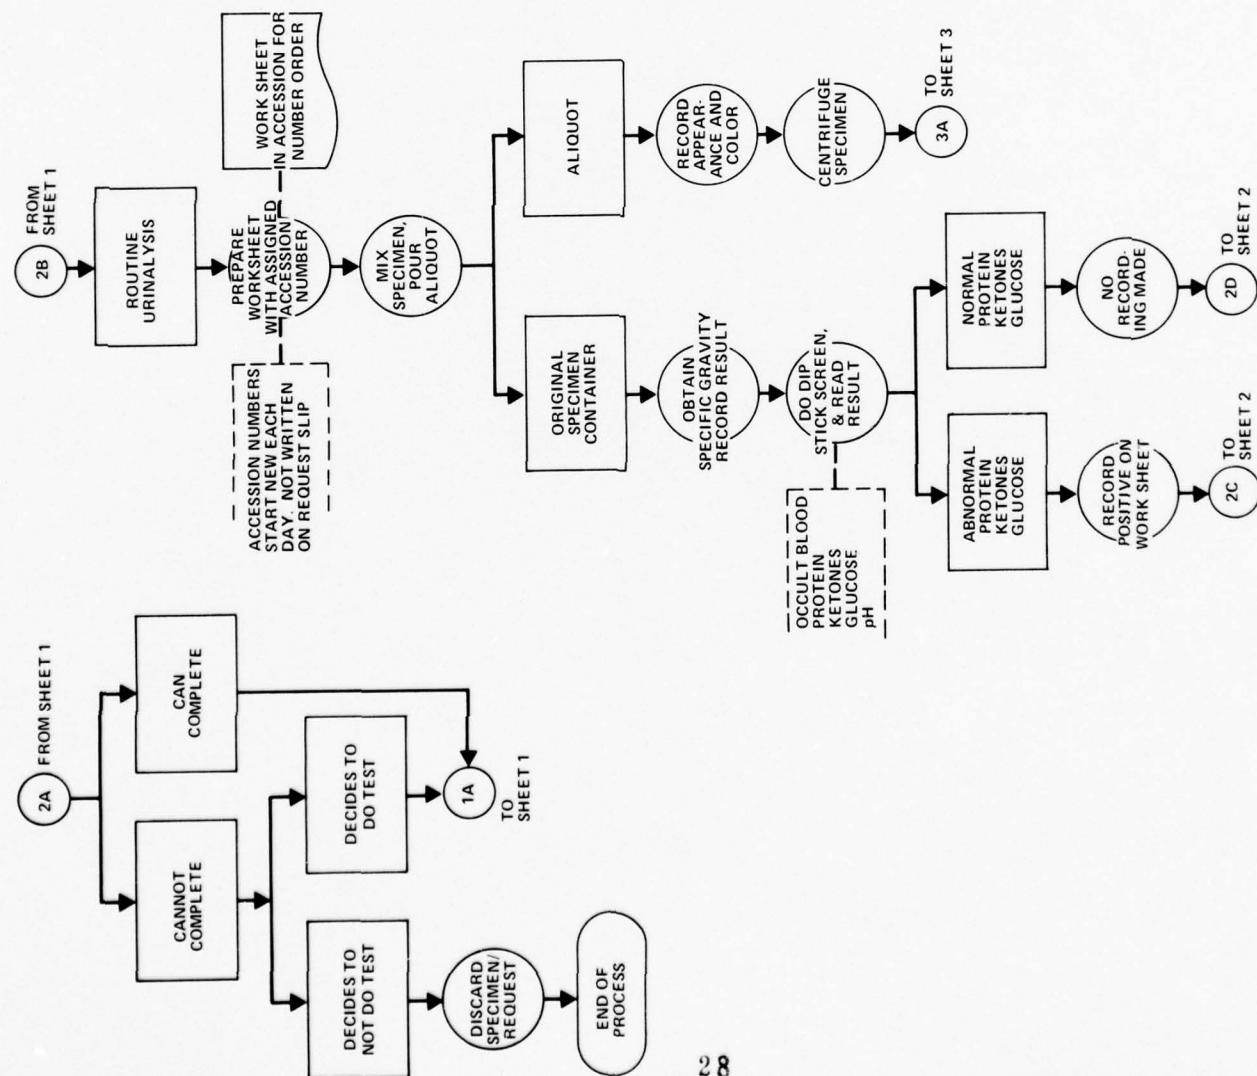 2A
FROM SHEET 1
CANNOT
COMPLETE
CAN
COMPLETE
DECIDES TO
NOT DO TEST
DECIDES TO
DO TEST
DISCARD
SPECIMEN/
REQUEST
1A
TO
SHEET 1
END OF
PROCESS
2B
FROM
SHEET 1
ROUTINE
URINALYSIS
ACCESSION NUMBERS
START NEW EACH
DAY. NOT WRITTEN
ON REQUEST SLIP
PREPARE
WORKSHEET
WITH ASSIGNED
ACCESSION
NUMBER
WORK SHEET
IN ACCESSION FOR
NUMBER ORDER
MIX
SPECIMEN,
POUR
ALIQUOT
ORIGINAL
SPECIMEN
CONTAINER
ALIQUOT
OBTAIN
SPECIFIC GRAVITY
RECORD RESULT
RECORD
APPEAR-
ANCE AND
COLOR
OCCULT BLOOD
PROTEIN
KETONES
GLUCOSE
pH
DO DIP
STICK SCREEN,
& READ
RESULT
CENTRIFUGE
SPECIMEN
3A
TO
SHEET 3
ABNORMAL
PROTEIN
KETONES
GLUCOSE
NORMAL
PROTEIN
KETONES
GLUCOSE
RECORD
POSITIVE ON
WORK SHEET
NO
RECORD-
ING MADE
2C
TO
SHEET 2
2D
TO
SHEET 2
28